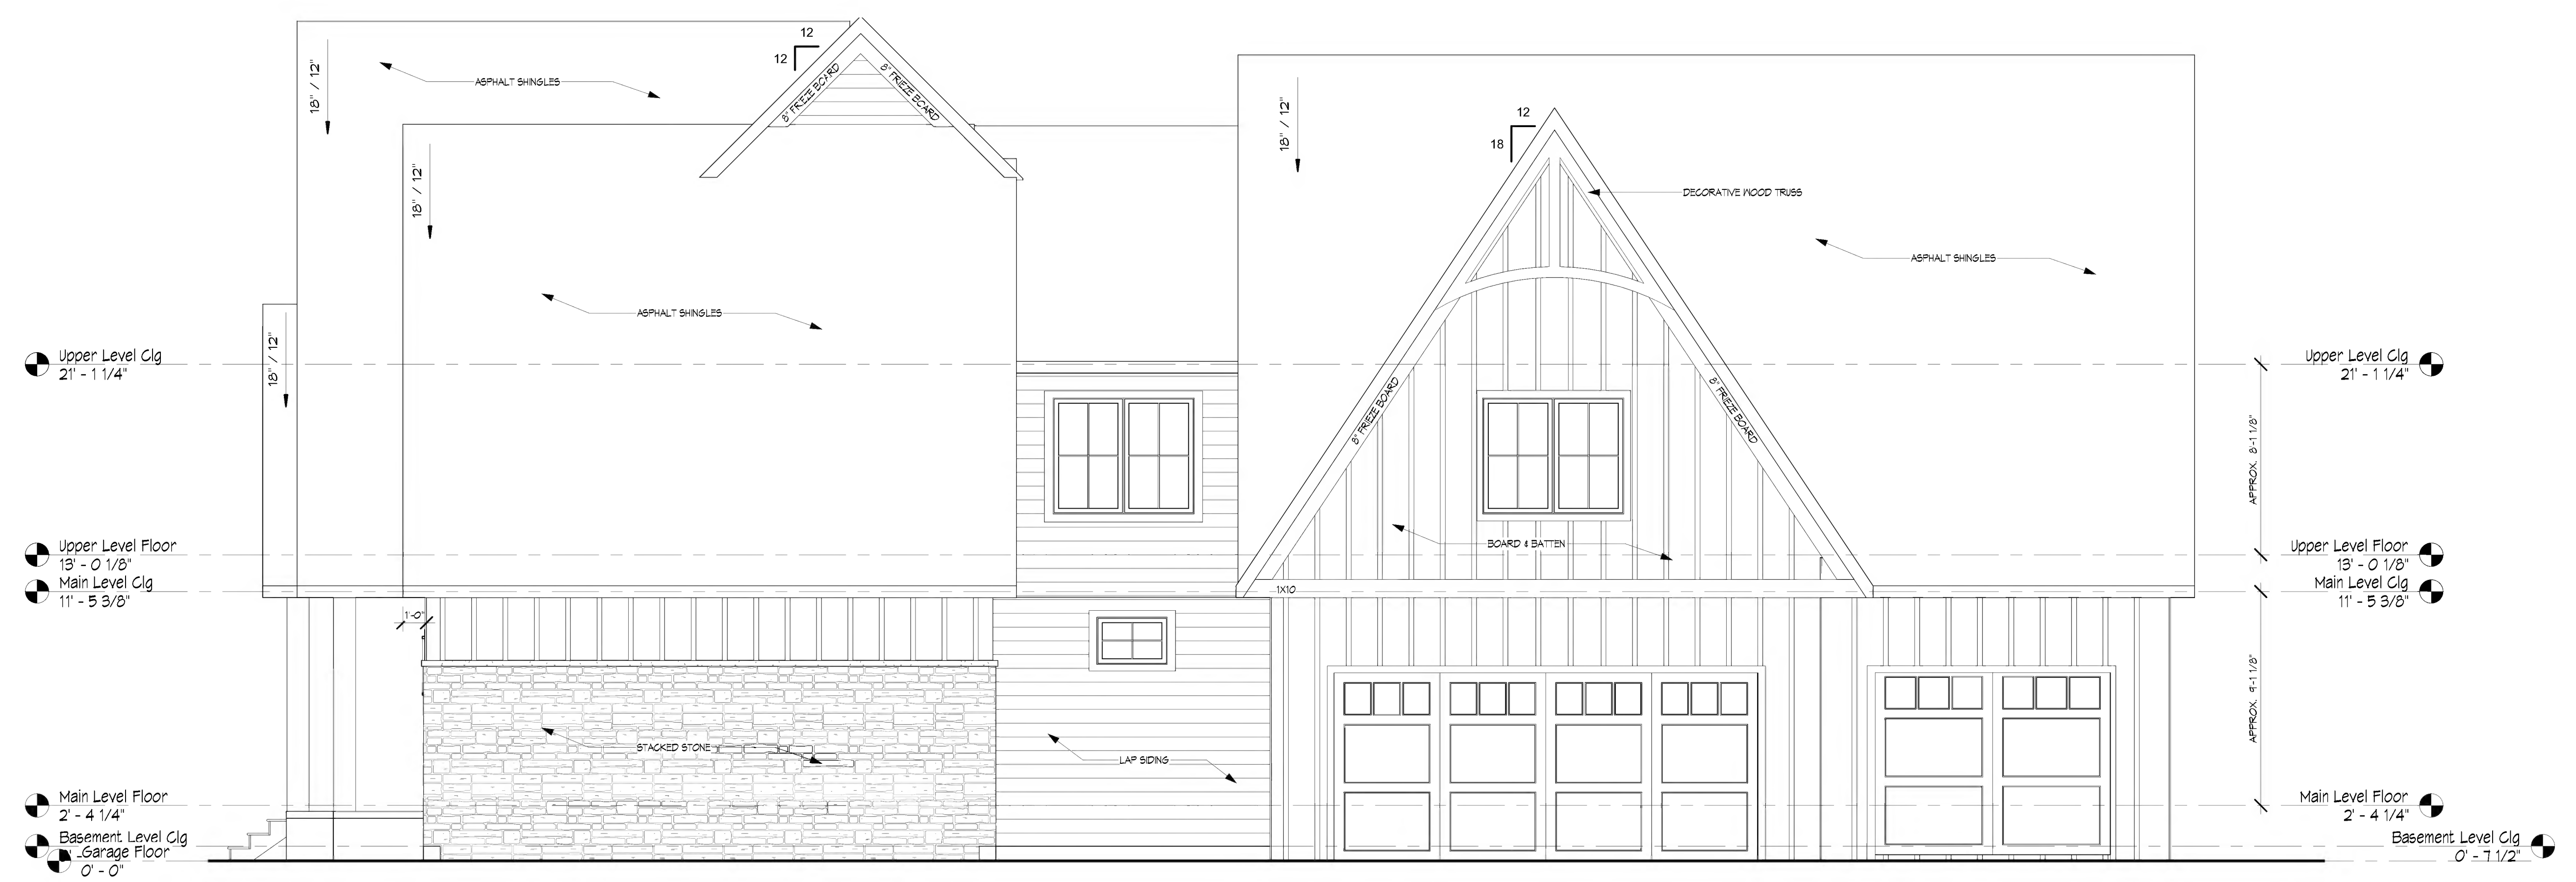 12
12
18" / 12"
ASPHALT SHINGLES
8" FRIEZE BOARD
8" FRIEZE BOARD
18" / 12"
12
18
18" / 12"
DECORATIVE WOOD TRUSS
ASPHALT SHINGLES
ASPHALT SHINGLES
18" / 12"
Upper Level Clg
21' - 1 1/4"
Upper Level Clg
21' - 1 1/4"
8" FRIEZE BOARD
8" FRIEZE BOARD
APPROX. 8'-1 1/8"
BOARD & BATTEN
Upper Level Floor
13' - 0 1/8"
Upper Level Floor
13' - 0 1/8"
Main Level Clg
11' - 5 3/8"
Main Level Clg
11' - 5 3/8"
1X10
1'-0"
APPROX. 9'-1 1/8"
STACKED STONE
LAP SIDING
Main Level Floor
2' - 4 1/4"
Main Level Floor
2' - 4 1/4"
Basement Level Clg
Garage Floor
0' - 0"
Basement Level Clg
0' - 7 1/2"